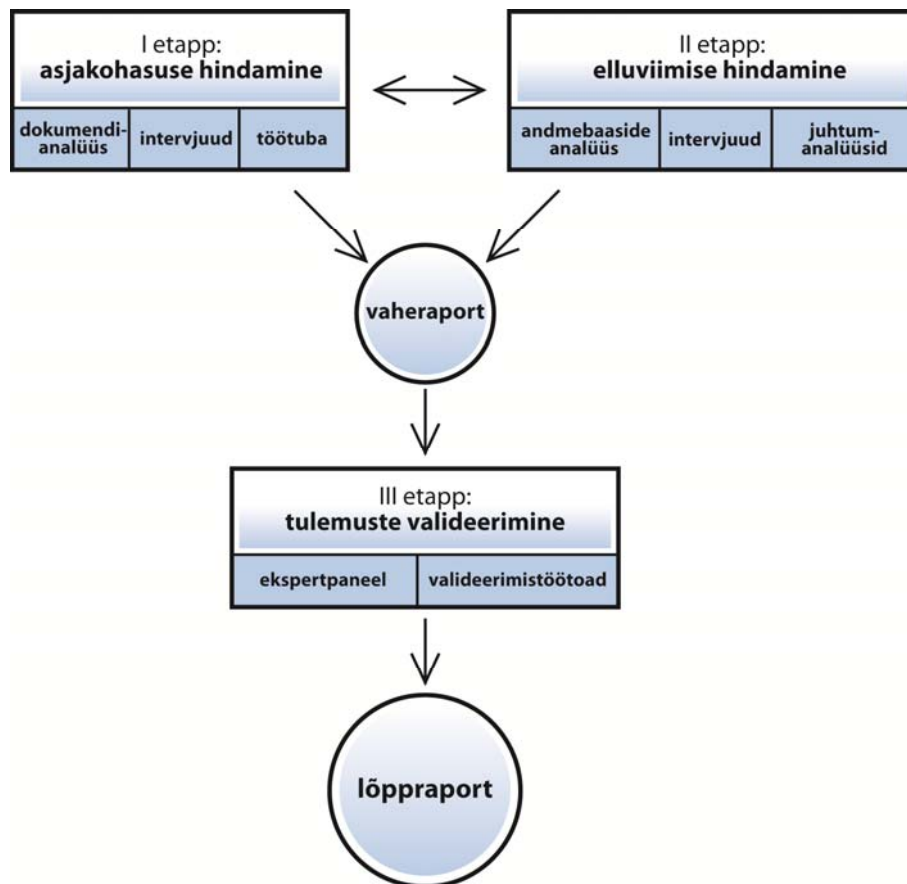 I etapp:
asjakohasuse hindamine
dokumendi-
analüüs
intervjuud
töötuba
II etapp:
elluviimise hindamine
andmebaaside
analüüs
intervjuud
juhtum-
analüüsid
vaheraport
III etapp:
tulemuste valideerimine
ekspertpaneel
valideerimistöötoad
lõppraport